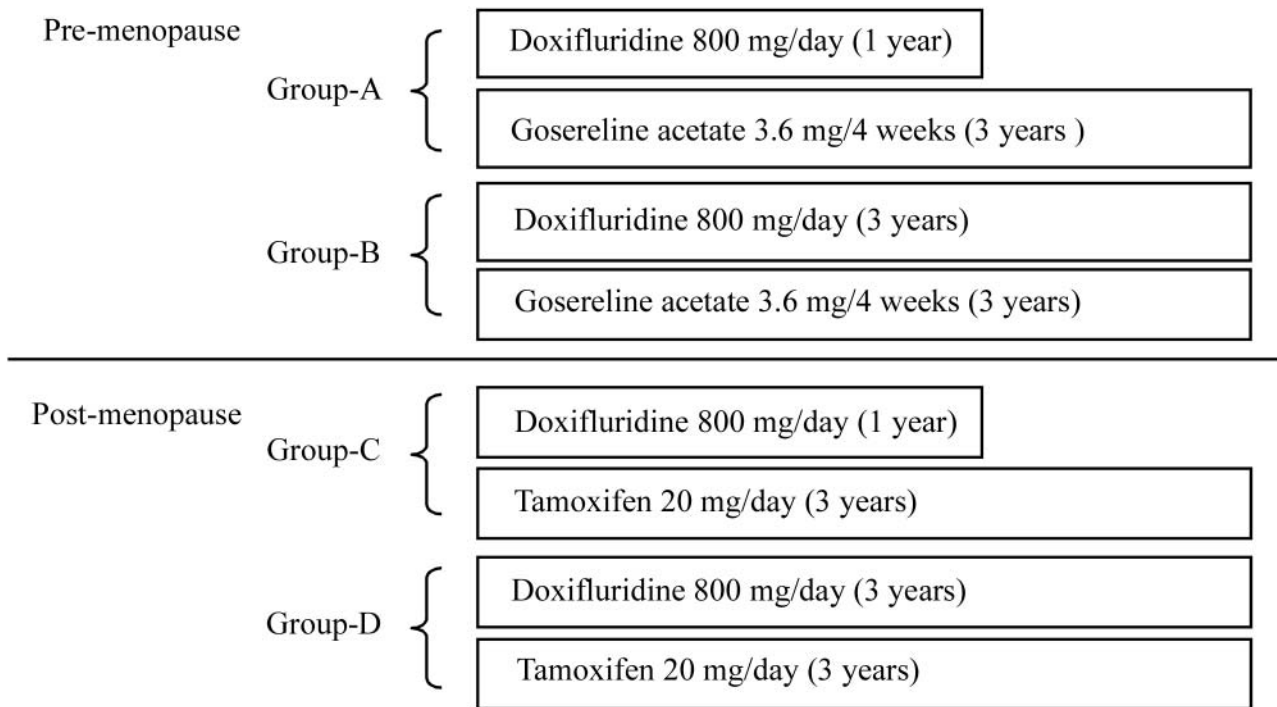 Pre-menopause
Group-A
Doxifluridine 800 mg/day (1 year)
Gosereline acetate 3.6 mg/4 weeks (3 years )
Group-B
Doxifluridine 800 mg/day (3 years)
Gosereline acetate 3.6 mg/4 weeks (3 years)
Post-menopause
Group-C
Doxifluridine 800 mg/day (1 year)
Tamoxifen 20 mg/day (3 years)
Group-D
Doxifluridine 800 mg/day (3 years)
Tamoxifen 20 mg/day (3 years)